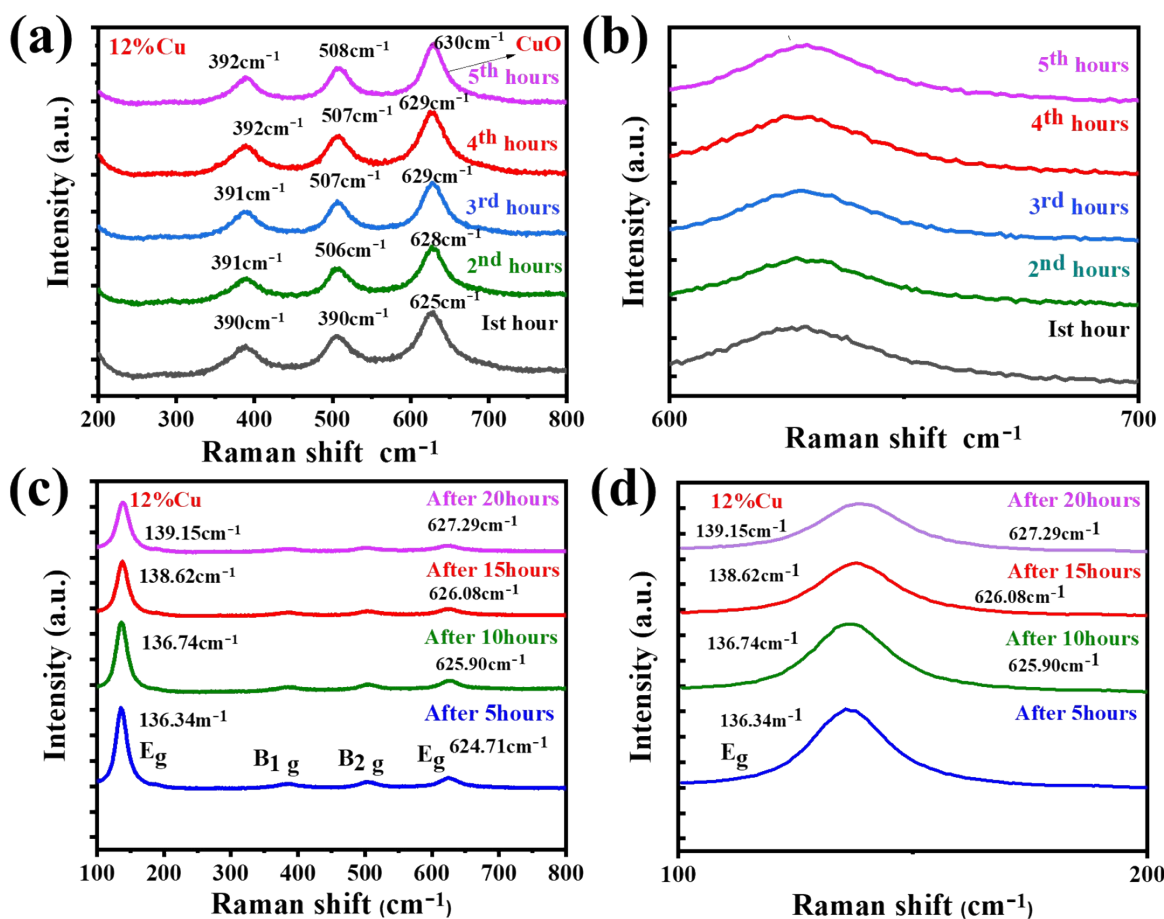 (a)
12%Cu
392cm⁻¹
508cm⁻¹
630cm⁻¹
CuO
5th hours
392cm⁻¹
507cm⁻¹
629cm⁻¹
4th hours
391cm⁻¹
507cm⁻¹
629cm⁻¹
3rd hours
391cm⁻¹
506cm⁻¹
628cm⁻¹
2nd hours
390cm⁻¹
390cm⁻¹
625cm⁻¹
Ist hour
Intensity (a.u.)
200 300 400 500 600 700 800
Raman shift cm⁻¹
(b)
5th hours
4th hours
3rd hours
2nd hours
Ist hour
Intensity (a.u.)
600 700
Raman shift cm⁻¹
(c)
12%Cu
After 20hours
139.15cm⁻¹
627.29cm⁻¹
After 15hours
138.62cm⁻¹
626.08cm⁻¹
After 10hours
136.74cm⁻¹
625.90cm⁻¹
After 5hours
136.34m⁻¹
624.71cm⁻¹
Eg B1 g B2 g Eg
Intensity (a.u.)
100 200 300 400 500 600 700 800
Raman shift (cm⁻¹)
(d)
12%Cu
After 20hours
139.15cm⁻¹
627.29cm⁻¹
After 15hours
138.62cm⁻¹
626.08cm⁻¹
After 10hours
136.74cm⁻¹
625.90cm⁻¹
After 5hours
136.34m⁻¹
Eg
Intensity (a.u.)
100 200
Raman shift (cm⁻¹)